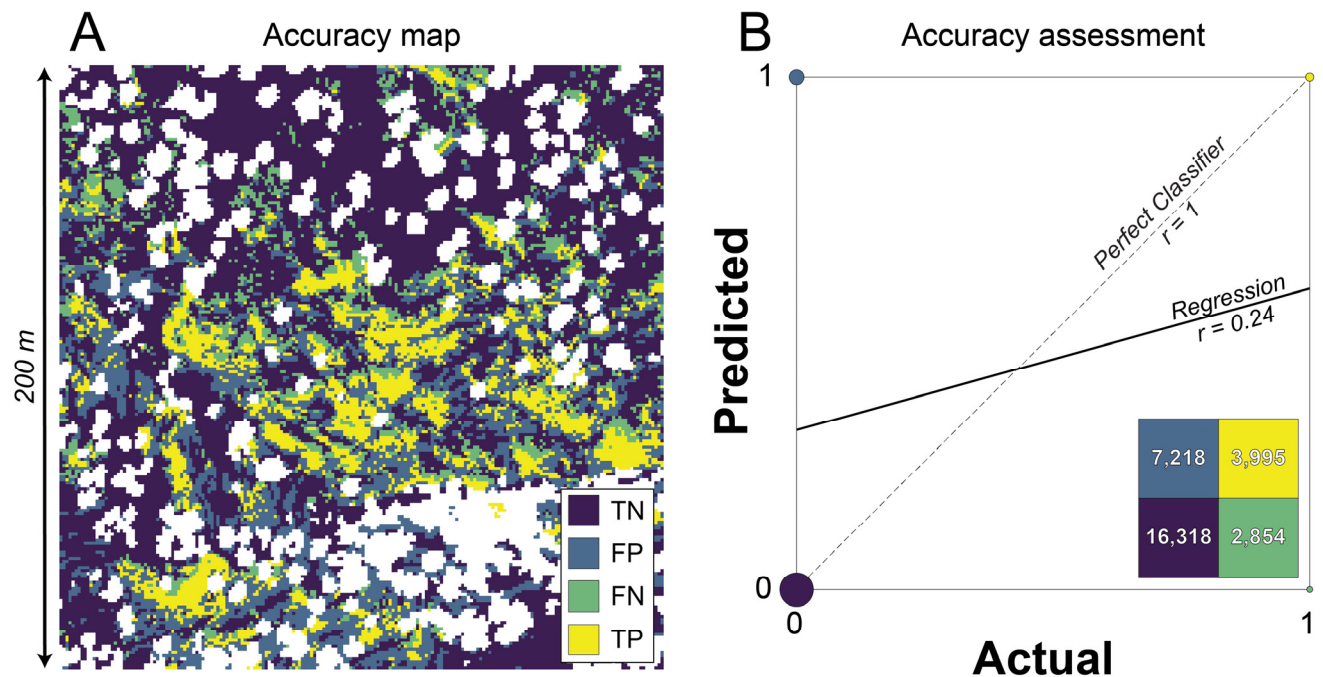 A
Accuracy map
200 m
TN
FP
FN
TP
B
Accuracy assessment
1
Predicted
Perfect Classifier
r = 1
Regression
r = 0.24
7,218
3,995
16,318
2,854
0
0
1
Actual